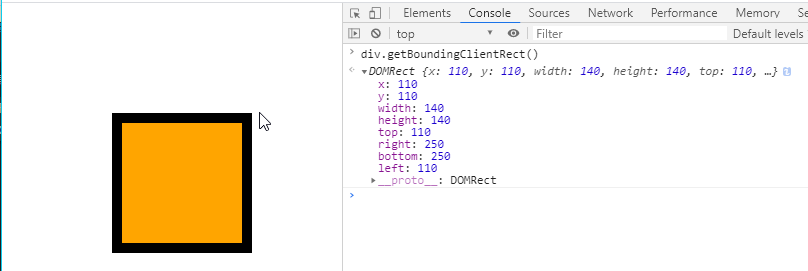 Elements Console Sources Network Performance Memory Se
top Filter Default levels
div.getBoundingClientRect()
DOMRect {x: 110, y: 110, width: 140, height: 140, top: 110, …}
x: 110
y: 110
width: 140
height: 140
top: 110
right: 250
bottom: 250
left: 110
__proto__: DOMRect